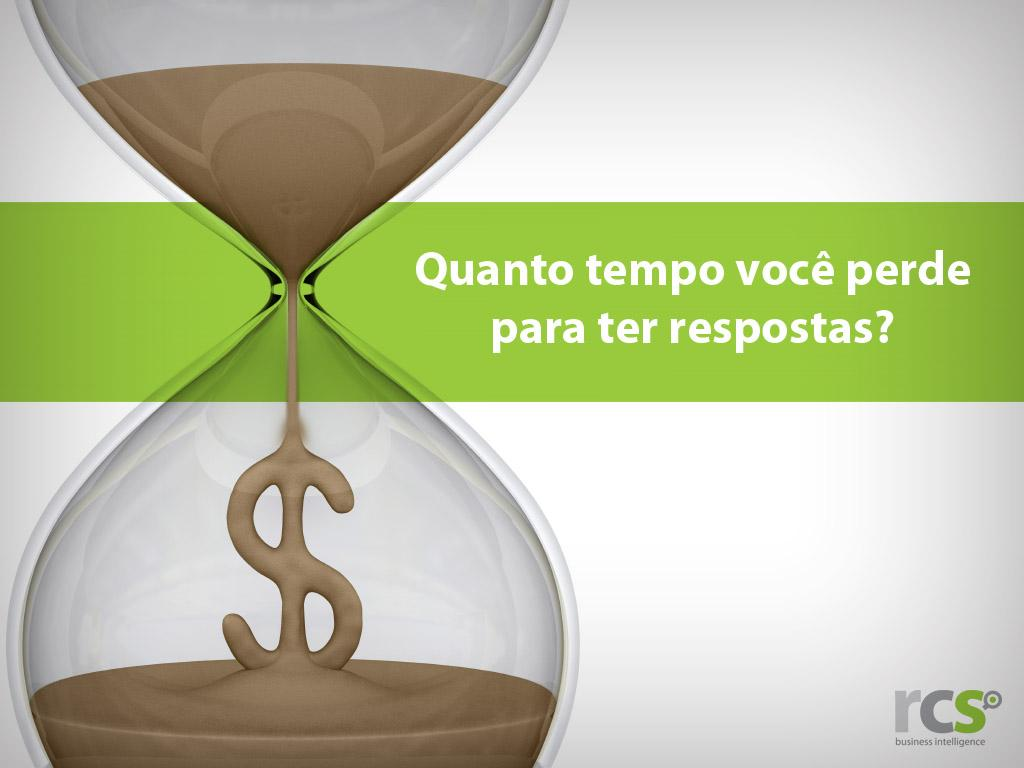 Quanto tempo você perde
para ter respostas?
rcs
business intelligence